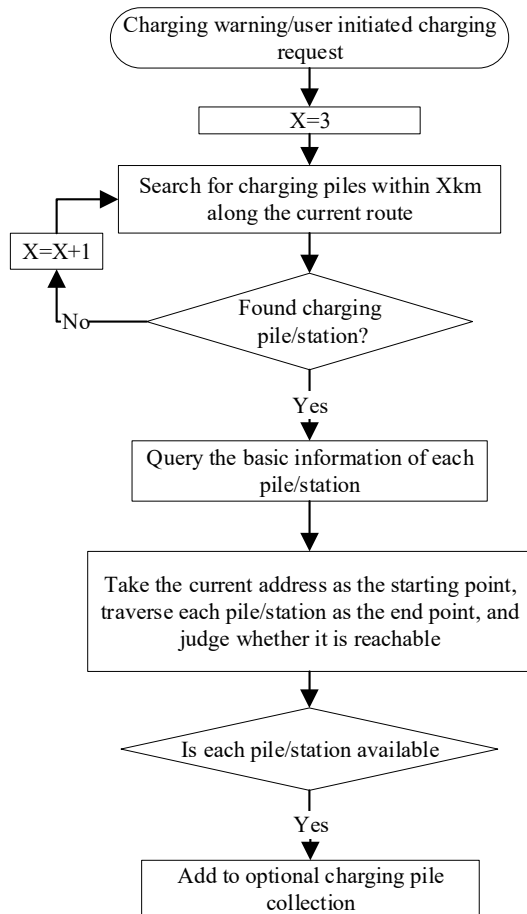 Charging warning/user initiated charging
request
X=3
Search for charging piles within Xkm
along the current route
X=X+1
Found charging
pile/station?
No
Yes
Query the basic information of each
pile/station
Take the current address as the starting point,
traverse each pile/station as the end point, and
judge whether it is reachable
Is each pile/station available
Yes
Add to optional charging pile
collection